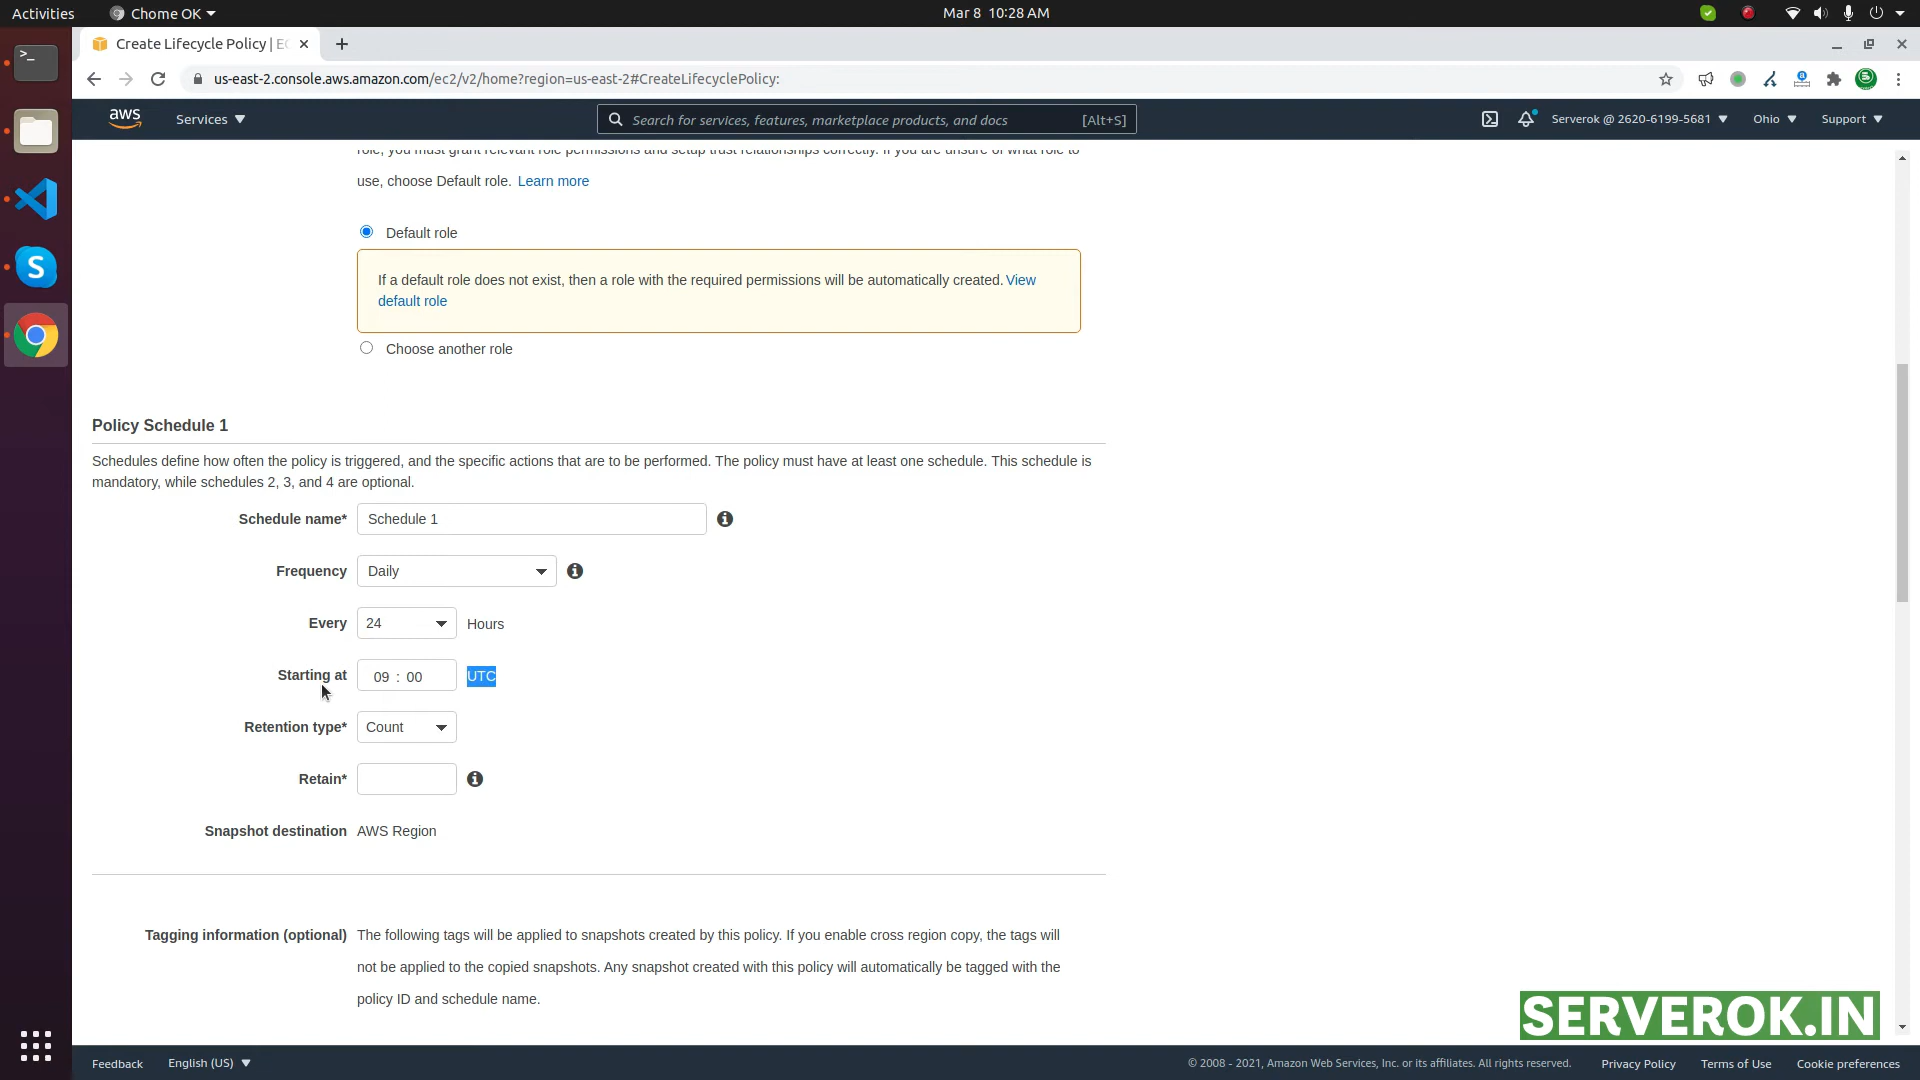 Activities
Chome OK
Mar 8 10:28 AM
Create Lifecycle Policy | EC
us-east-2.console.aws.amazon.com/ec2/v2/home?region=us-east-2#CreateLifecyclePolicy:
aws
Services
Search for services, features, marketplace products, and docs
[Alt+S]
Serverok @ 2620-6199-5681
Ohio
Support
role, you must grant relevant role permissions and setup trust relationships correctly. If you are unsure of what role to
use, choose Default role. Learn more
Default role
If a default role does not exist, then a role with the required permissions will be automatically created. View
default role
Choose another role
Policy Schedule 1
Schedules define how often the policy is triggered, and the specific actions that are to be performed. The policy must have at least one schedule. This schedule is
mandatory, while schedules 2, 3, and 4 are optional.
Schedule name* Schedule 1
Frequency Daily
Every 24 Hours
Starting at 09 : 00 UTC
Retention type* Count
Retain*
Snapshot destination AWS Region
Tagging information (optional) The following tags will be applied to snapshots created by this policy. If you enable cross region copy, the tags will
not be applied to the copied snapshots. Any snapshot created with this policy will automatically be tagged with the
policy ID and schedule name.
SERVEROK.IN
Feedback
English (US)
© 2008 - 2021, Amazon Web Services, Inc. or its affiliates. All rights reserved.
Privacy Policy
Terms of Use
Cookie preferences